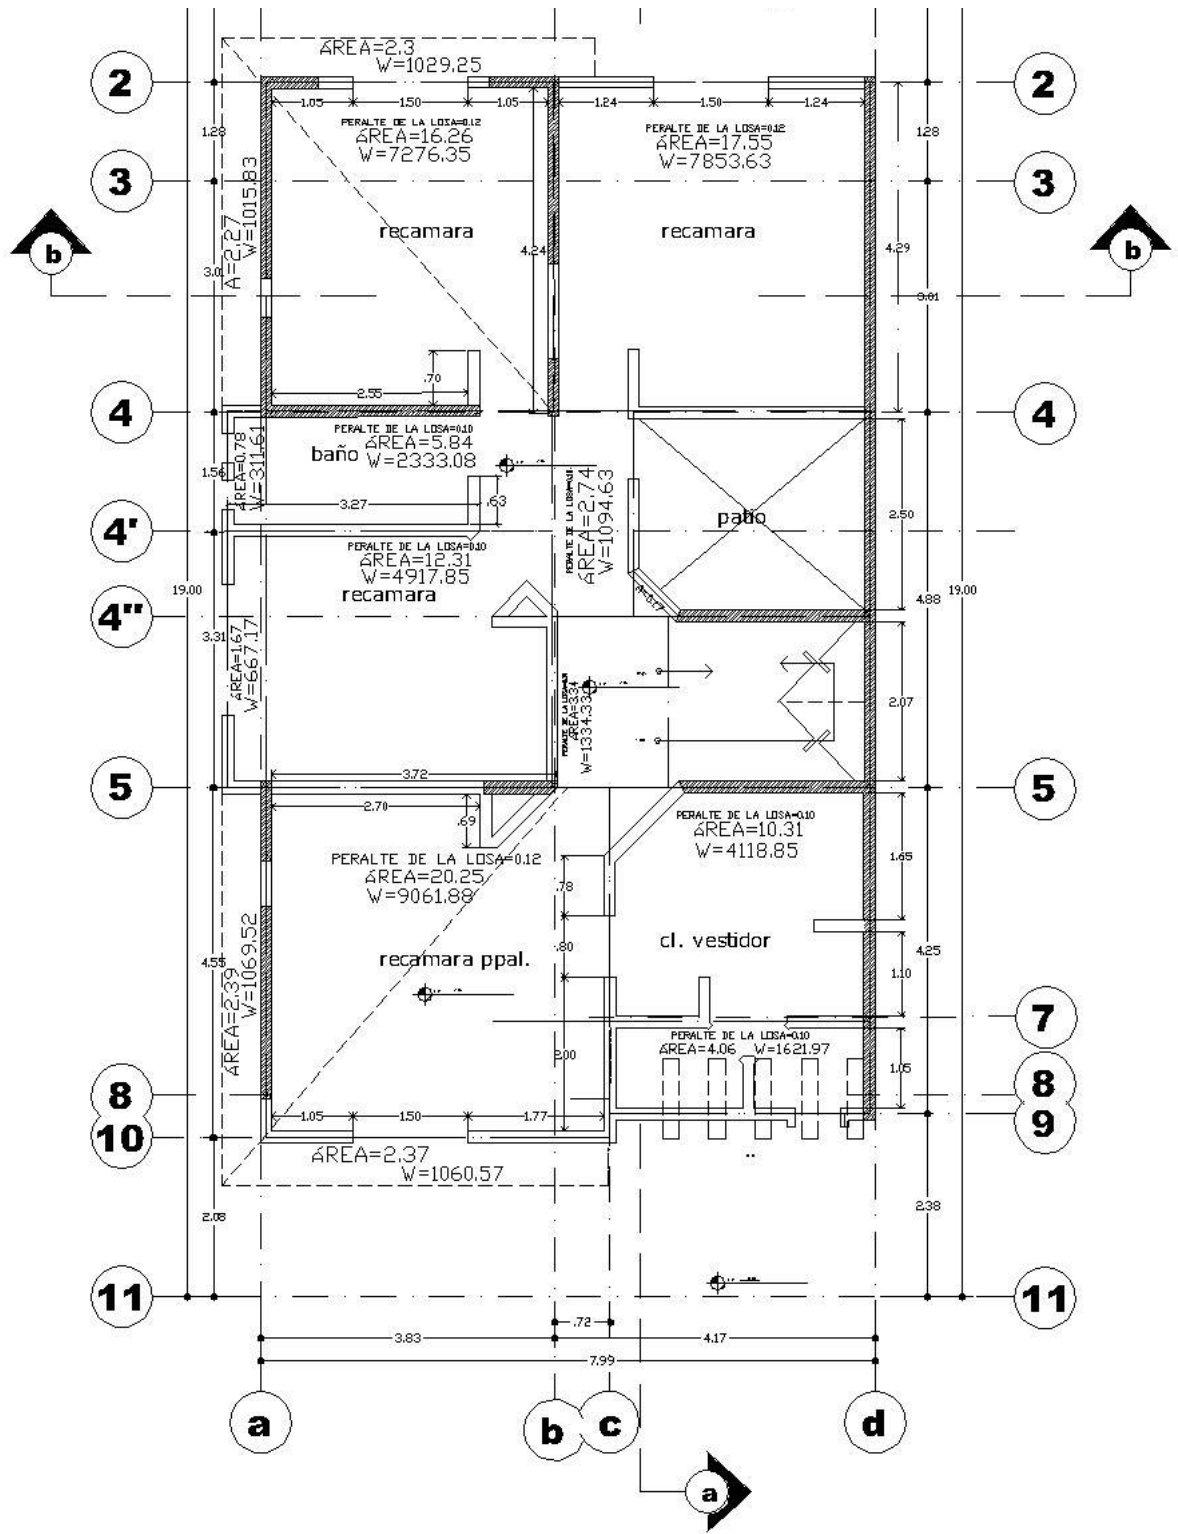 ÁREA=2.3
W=1029.25
2
2
1.05
1.50
1.05
1.24
1.50
1.24
1.28
1.28
PERALTE DE LA LOSA=0.12
ÁREA=16.26
W=7276.35
PERALTE DE LA LOSA=0.12
ÁREA=17.55
W=7853.63
3
3
A=2.27
W=1015.83
recamara
recamara
b
b
4.24
4.29
3.01
.70
2.55
4
4
PERALTE DE LA LOSA=0.10
ÁREA=5.84
W=2333.08
baño
1.56
ÁREA=0.78
W=311.61
3.27
.63
PERALTE DE LA LOSA=0.10
ÁREA=2.74
W=1094.63
patio
2.50
4'
PERALTE DE LA LOSA=0.10
ÁREA=12.31
W=4917.85
recamara
19.00
4.88
19.00
4"
3.31
ÁREA=1.67
W=667.17
ÁREA=3.34
W=1334.33
2.07
3.72
5
5
2.70
.69
PERALTE DE LA LOSA=0.10
ÁREA=10.31
W=4118.85
1.65
PERALTE DE LA LOSA=0.12
ÁREA=20.25
W=9061.88
.78
.80
cl. vestidor
recamara ppal.
4.55
ÁREA=2.39
W=1069.52
4.25
1.10
7
PERALTE DE LA LOSA=0.10
ÁREA=4.06 W=1621.97
2.00
1.05
8
8
1.05
1.50
1.77
9
10
ÁREA=2.37
W=1060.57
2.08
2.38
11
11
.72
3.83
4.17
7.99
a
b
c
d
a